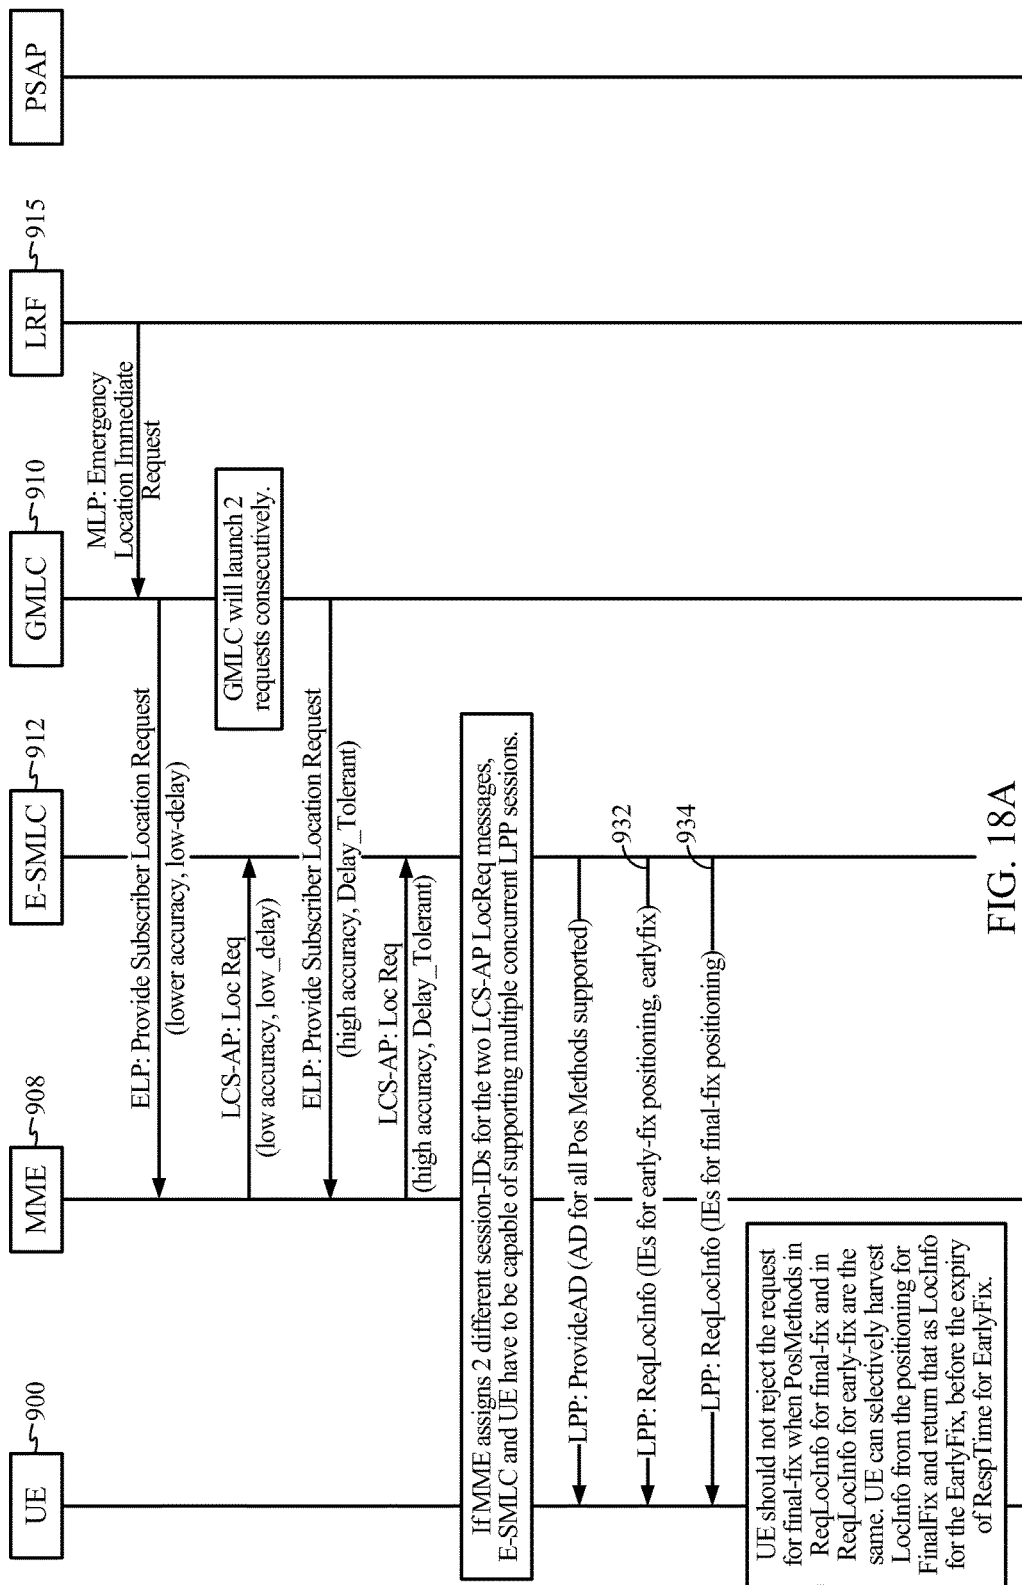 UE
900
MME
908
E-SMLC
912
GMLC
910
LRF
915
PSAP
MLP: Emergency
Location Immediate
Request
ELP: Provide Subscriber Location Request
(lower accuracy, low-delay)
GMLC will launch 2
requests consecutively.
LCS-AP: Loc Req
(low accuracy, low_delay)
ELP: Provide Subscriber Location Request
(high accuracy, Delay_Tolerant)
LCS-AP: Loc Req
(high accuracy, Delay_Tolerant)
If MME assigns 2 different session-IDs for the two LCS-AP LocReq messages,
E-SMLC and UE have to be capable of supporting multiple concurrent LPP sessions.
LPP: ProvideAD (AD for all Pos Methods supported)
LPP: ReqLocInfo (IEs for early-fix positioning, earlyfix)
932
LPP: ReqLocInfo (IEs for final-fix positioning)
934
UE should not reject the request
for final-fix when PosMethods in
ReqLocInfo for final-fix and in
ReqLocInfo for early-fix are the
same. UE can selectively harvest
LocInfo from the positioning for
FinalFix and return that as LocInfo
for the EarlyFix, before the expiry
of RespTime for EarlyFix.
FIG. 18A